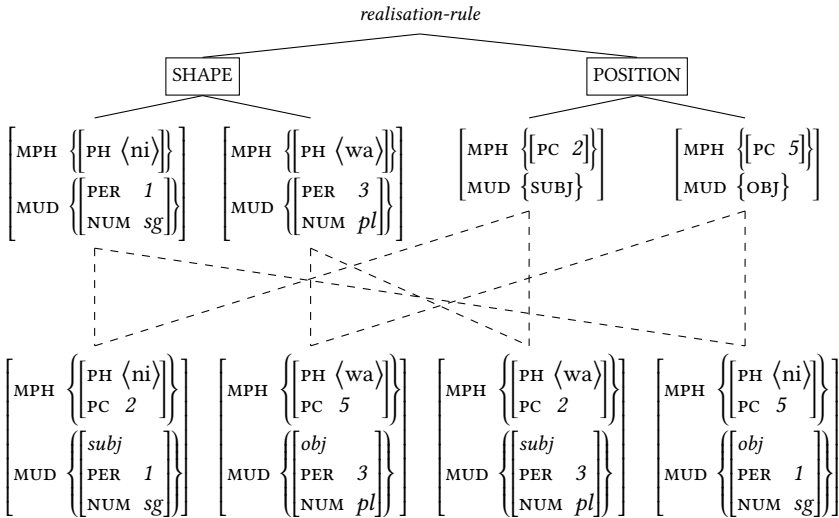 realisation-rule
SHAPE POSITION
MPH {[PH ⟨ni⟩]} MPH {[PH ⟨wa⟩]} MPH {[PC 2]} MPH {[PC 5]}
MUD {[PER 1 MUD {[PER 3 MUD {SUBJ} MUD {OBJ}
NUM sg]} NUM pl]}
MPH {[PH ⟨ni⟩ MPH {[PH ⟨wa⟩ MPH {[PH ⟨wa⟩ MPH {[PH ⟨ni⟩
PC 2]} PC 5]} PC 2]} PC 5]}
subj obj subj obj
MUD {[PER 1 MUD {[PER 3 MUD {[PER 3 MUD {[PER 1
NUM sg]} NUM pl]} NUM pl]} NUM sg]}